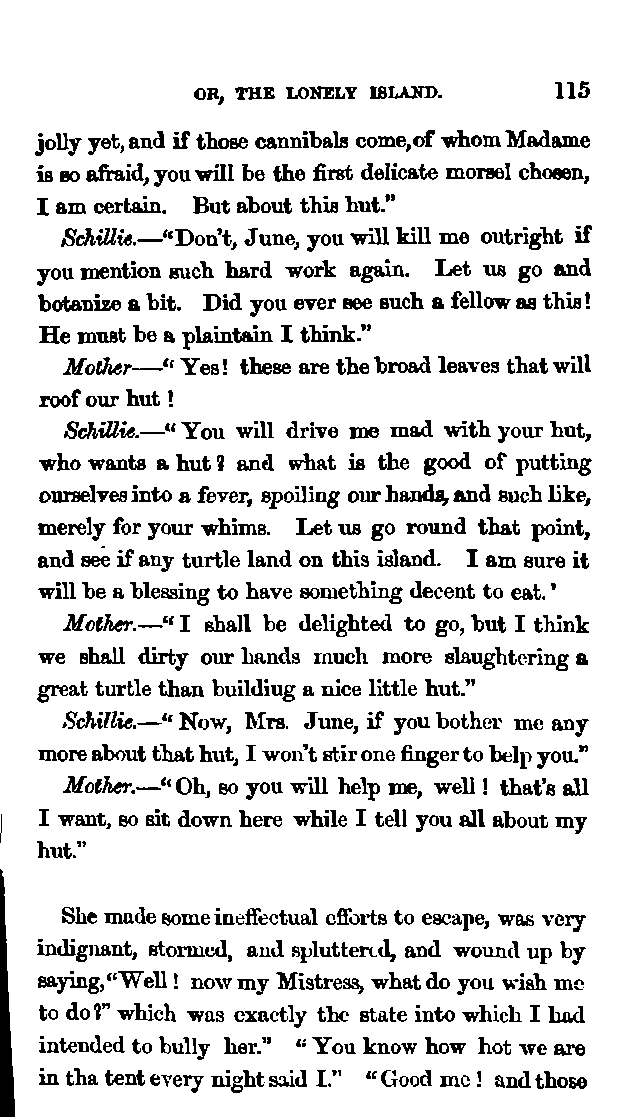 OR, THE LONELY ISLAND. 115
jolly yet, and if those cannibals come, of whom Madame
is so afraid, you will be the first delicate morsel chosen,
I am certain. But about this hut."
Schillie.—"Don't, June, you will kill me outright if
you mention such hard work again. Let us go and
botanize a bit. Did you ever see such a fellow as this!
He must be a plaintain I think."
Mother—"Yes! these are the broad leaves that will
roof our hut!
Schillie.—"You will drive me mad with your hut,
who wants a hut? and what is the good of putting
ourselves into a fever, spoiling our hands, and such like,
merely for your whims. Let us go round that point,
and see if any turtle land on this island. I am sure it
will be a blessing to have something decent to eat.'
Mother.—"I shall be delighted to go, but I think
we shall dirty our hands much more slaughtering a
great turtle than buildiug a nice little hut."
Schillie.—"Now, Mrs. June, if you bother me any
more about that hut, I won't stir one finger to help you."
Mother.—"Oh, so you will help me, well! that's all
I want, so sit down here while I tell you all about my
hut."
She made some ineffectual efforts to escape, was very
indignant, stormed, and spluttered, and wound up by
saying, "Well! now my Mistress, what do you wish me
to do?" which was exactly the state into which I had
intended to bully her." "You know how hot we are
in tha tent every night said I." "Good me! and those